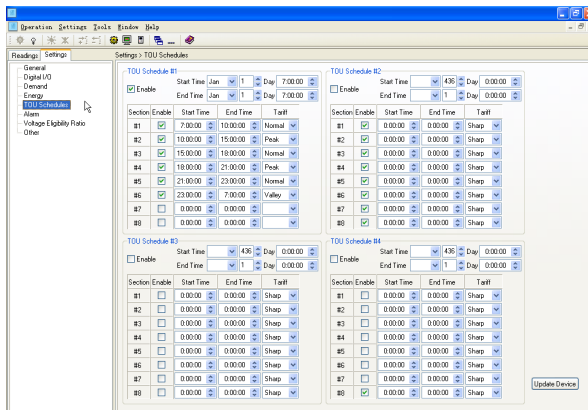 Operation Settings Tools Window Help
Readings Settings
Settings > TOU Schedules
General
Digital I/O
Demand
Energy
TOU Schedules
Alarm
Voltage Eligibility Ratio
Other
TOU Schedule #1
Enable
Start Time Jan 1 Day 7:00:00
End Time Jan 1 Day 7:00:00
Section Enable Start Time End Time Tariff
#1 7:00:00 10:00:00 Normal
#2 10:00:00 15:00:00 Peak
#3 15:00:00 18:00:00 Normal
#4 18:00:00 21:00:00 Peak
#5 21:00:00 23:00:00 Normal
#6 23:00:00 7:00:00 Valley
#7 0:00:00 0:00:00
#8 0:00:00 0:00:00
TOU Schedule #2
Enable
Start Time 436 Day 0:00:00
End Time 1 Day 0:00:00
Section Enable Start Time End Time Tariff
#1 0:00:00 0:00:00 Sharp
#2 0:00:00 0:00:00 Sharp
#3 0:00:00 0:00:00 Sharp
#4 0:00:00 0:00:00 Sharp
#5 0:00:00 0:00:00 Sharp
#6 0:00:00 0:00:00 Sharp
#7 0:00:00 0:00:00 Sharp
#8 0:00:00 0:00:00 Sharp
TOU Schedule #3
Enable
Start Time 436 Day 0:00:00
End Time 1 Day 0:00:00
Section Enable Start Time End Time Tariff
#1 0:00:00 0:00:00 Sharp
#2 0:00:00 0:00:00 Sharp
#3 0:00:00 0:00:00 Sharp
#4 0:00:00 0:00:00 Sharp
#5 0:00:00 0:00:00 Sharp
#6 0:00:00 0:00:00 Sharp
#7 0:00:00 0:00:00 Sharp
#8 0:00:00 0:00:00 Sharp
TOU Schedule #4
Enable
Start Time 436 Day 0:00:00
End Time 1 Day 0:00:00
Section Enable Start Time End Time Tariff
#1 0:00:00 0:00:00 Sharp
#2 0:00:00 0:00:00 Sharp
#3 0:00:00 0:00:00 Sharp
#4 0:00:00 0:00:00 Sharp
#5 0:00:00 0:00:00 Sharp
#6 0:00:00 0:00:00 Sharp
#7 0:00:00 0:00:00 Sharp
#8 0:00:00 0:00:00 Sharp
Update Device